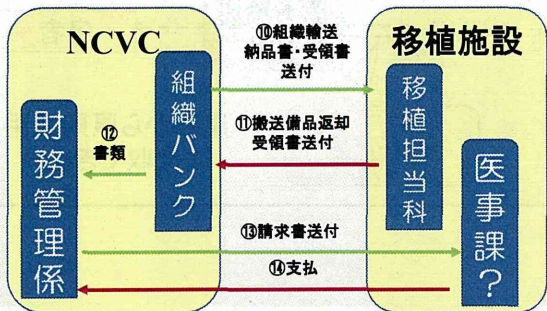 NCVC
移植施設
⑩組織輸送
納品書・受領書
送付
組織バンク
移植担当科
⑪搬送備品返却
受領書送付
⑫
書類
財務管理係
医事課?
⑬請求書送付
⑭支払